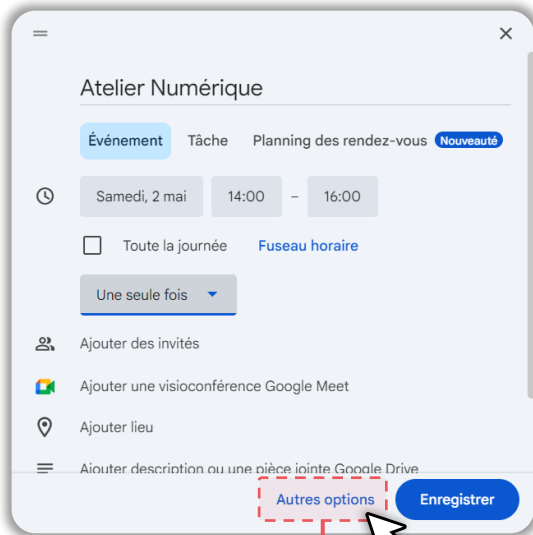 Atelier Numérique
Événement Tâche Planning des rendez-vous Nouveauté
Samedi, 2 mai 14:00 – 16:00
Toute la journée Fuseau horaire
Une seule fois
Ajouter des invités
Ajouter une visioconférence Google Meet
Ajouter lieu
Ajouter description ou une pièce jointe Google Drive
Autres options Enregistrer